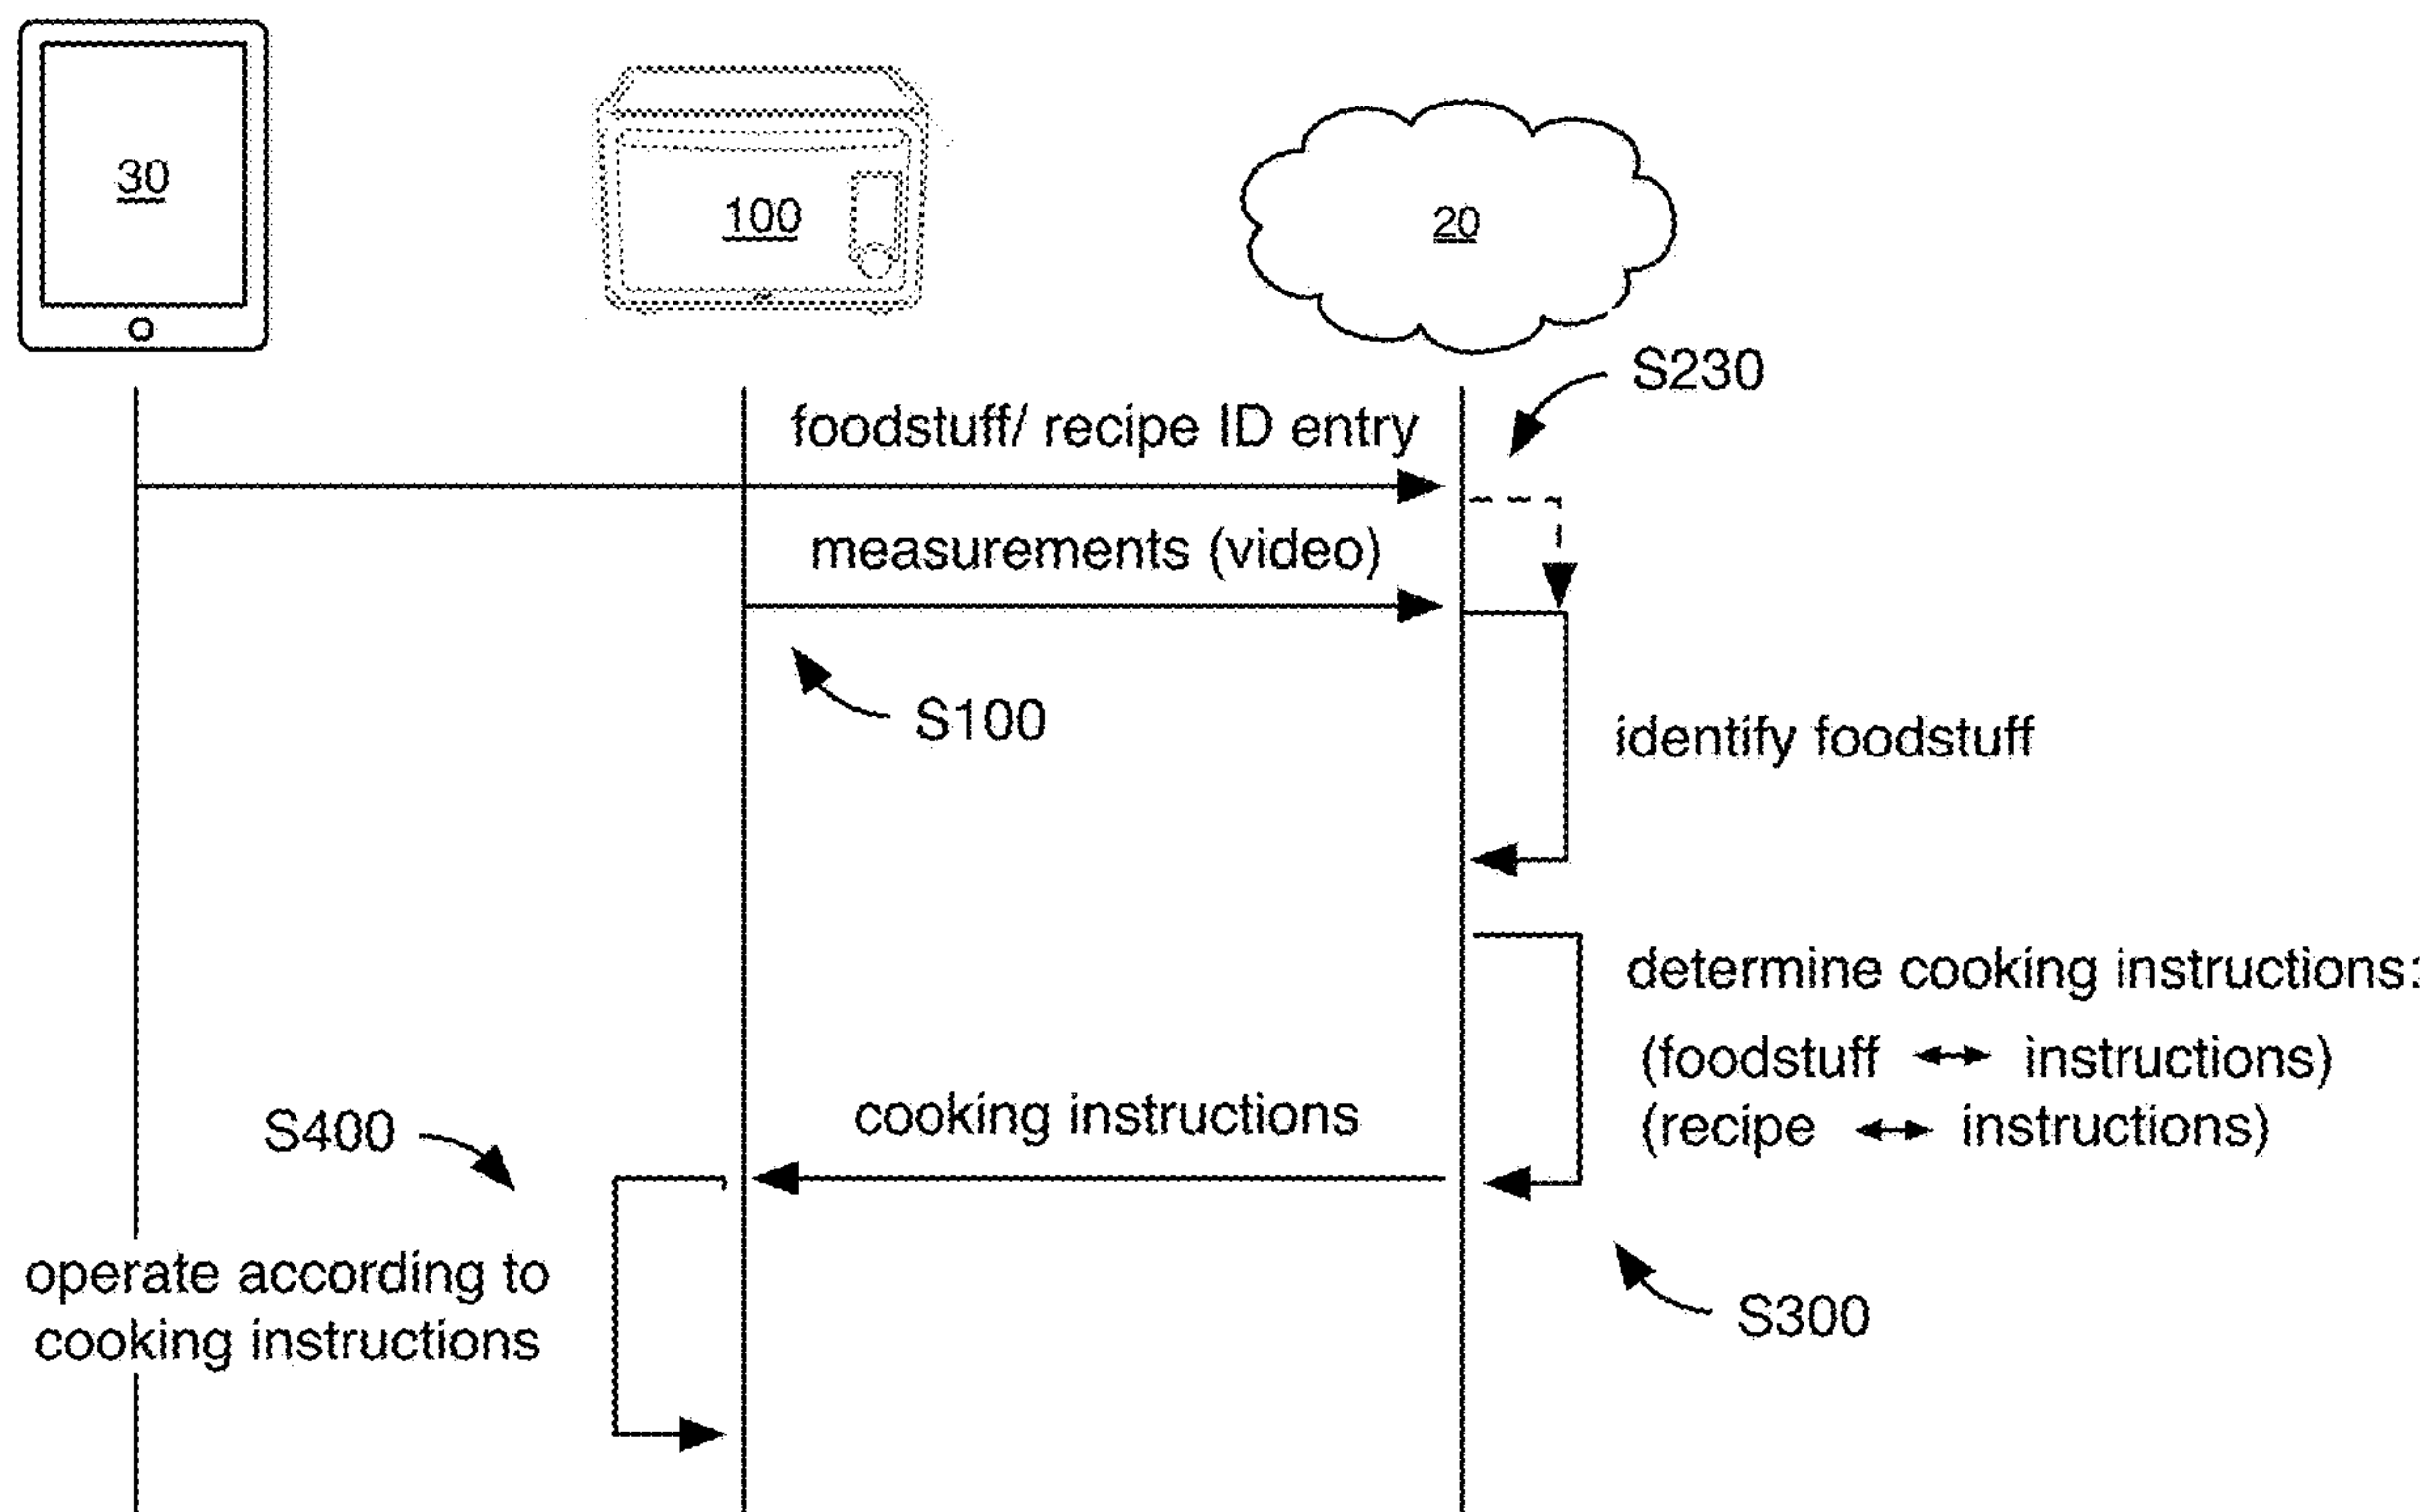 30
100
20
S230
foodstuff/ recipe ID entry
measurements (video)
S100
identify foodstuff
determine cooking instructions:
(foodstuff ↔ instructions)
(recipe ↔ instructions)
cooking instructions
S400
operate according to
cooking instructions
S300